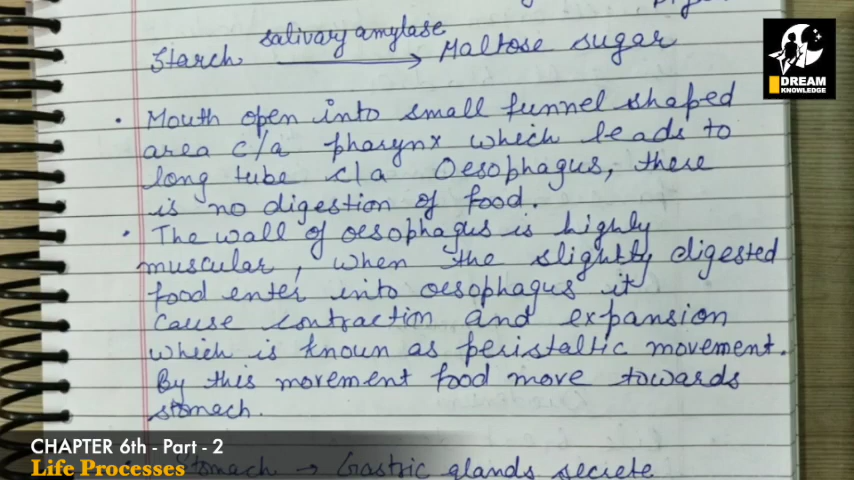 salivary amylase
Starch → Maltose sugar
DREAM
KNOWLEDGE
• Mouth open into small funnel shaped
area c/a pharynx which leads to
long tube c/a Oesophagus, there
is no digestion of food.
• The wall of oesophagus is highly
muscular, when the slightly digested
food enter into oesophagus it
cause contraction and expansion
which is known as peristaltic movement.
By this movement food move towards
stomach.
CHAPTER 6th - Part - 2
Life Processes
Stomach → Gastric glands secrete